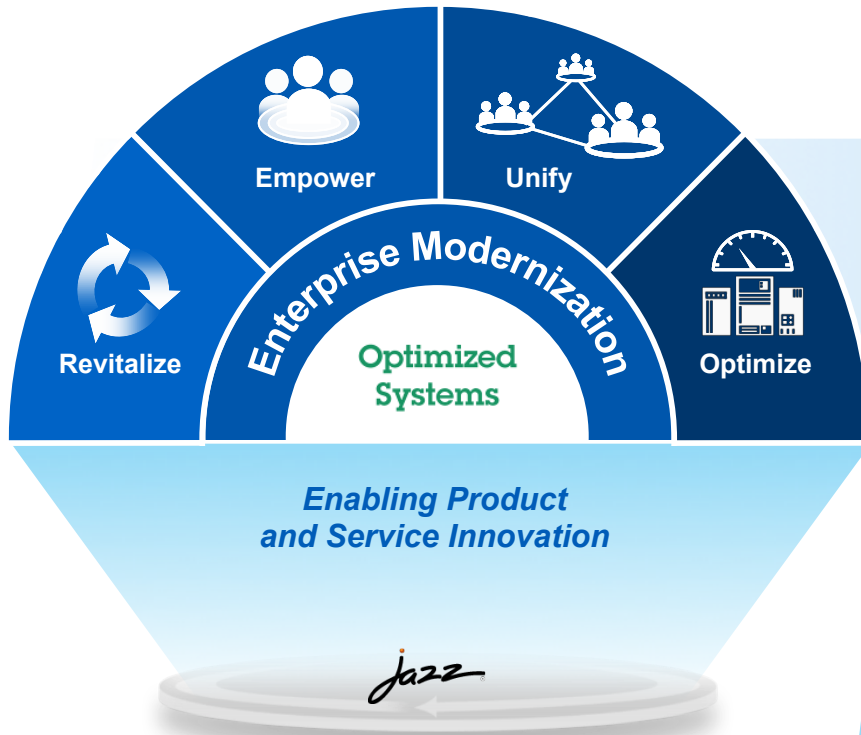 Empower
Unify
Revitalize
Optimize
Enterprise Modernization
Optimized
Systems
Enabling Product
and Service Innovation
jazz